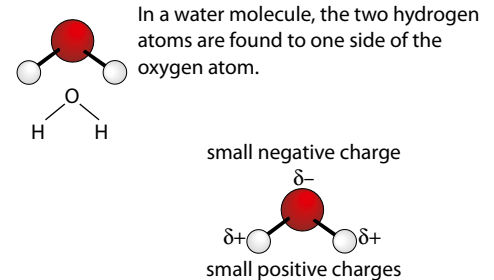 In a water molecule, the two hydrogen
atoms are found to one side of the
oxygen atom.
O
H H
small negative charge
δ–
δ+ δ+
small positive charges